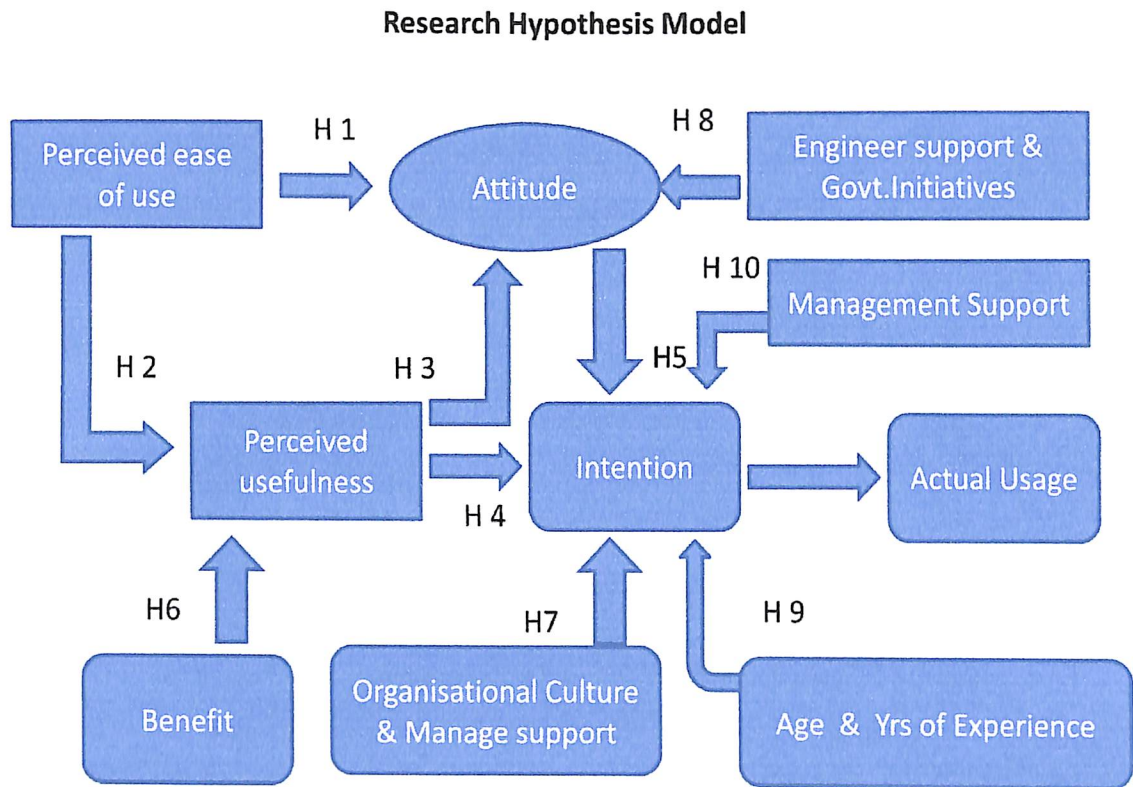 Research Hypothesis Model
H 1
H 8
Perceived ease
of use
Attitude
Engineer support &
Govt.Initiatives
H 10
Management Support
H 2
H 3
H5
Perceived
usefulness
Intention
Actual Usage
H 4
H6
H7
H 9
Benefit
Organisational Culture
& Manage support
Age & Yrs of Experience